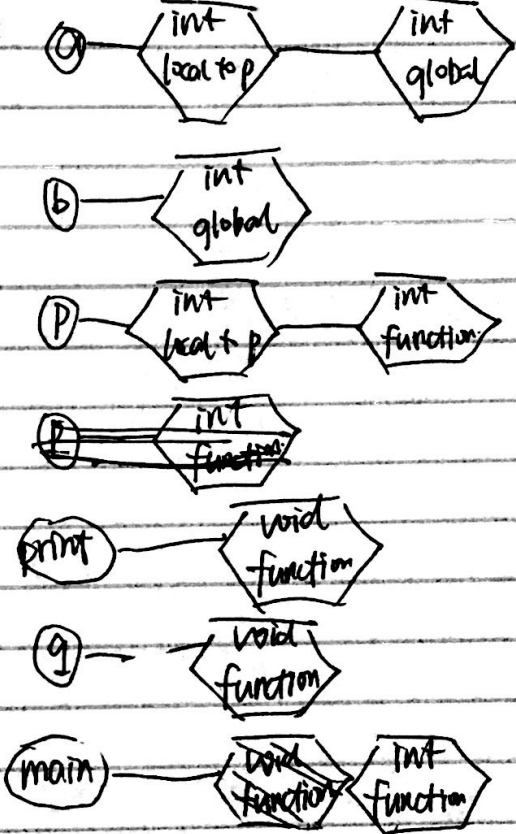 a int local to p int global
b int global
p int local to p int function
p int function
print void function
q void function
main void function int function